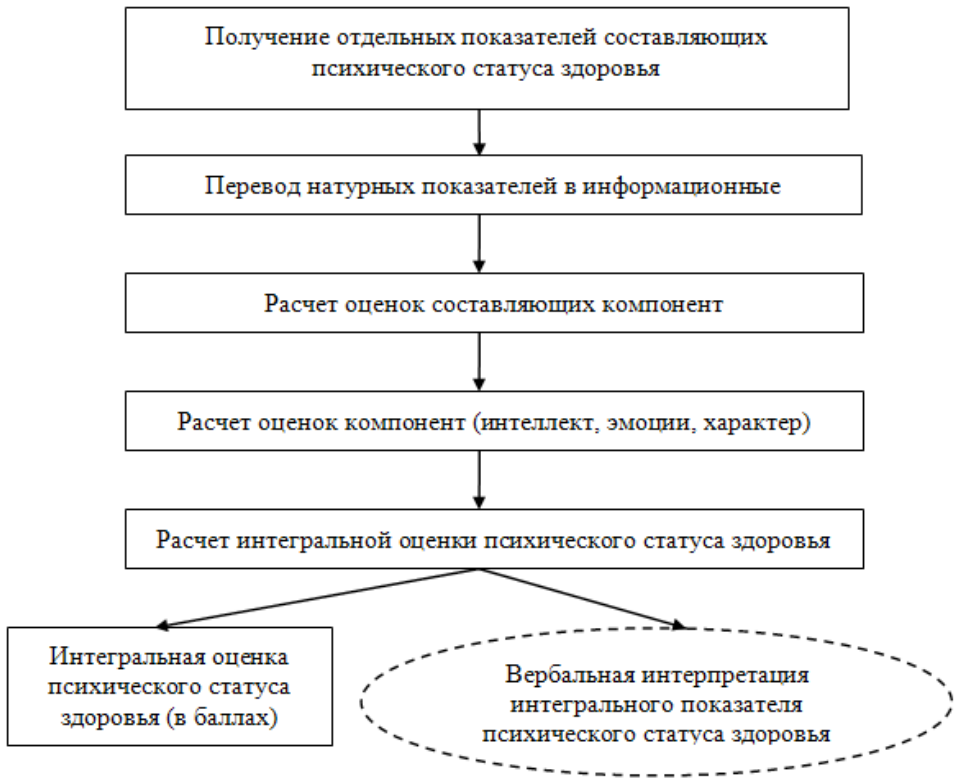 Получение отдельных показателей составляющих
психического статуса здоровья
Перевод натурных показателей в информационные
Расчет оценок составляющих компонент
Расчет оценок компонент (интеллект, эмоции, характер)
Расчет интегральной оценки психического статуса здоровья
Интегральная оценка
психического статуса
здоровья (в баллах)
Вербальная интерпретация
интегрального показателя
психического статуса здоровья